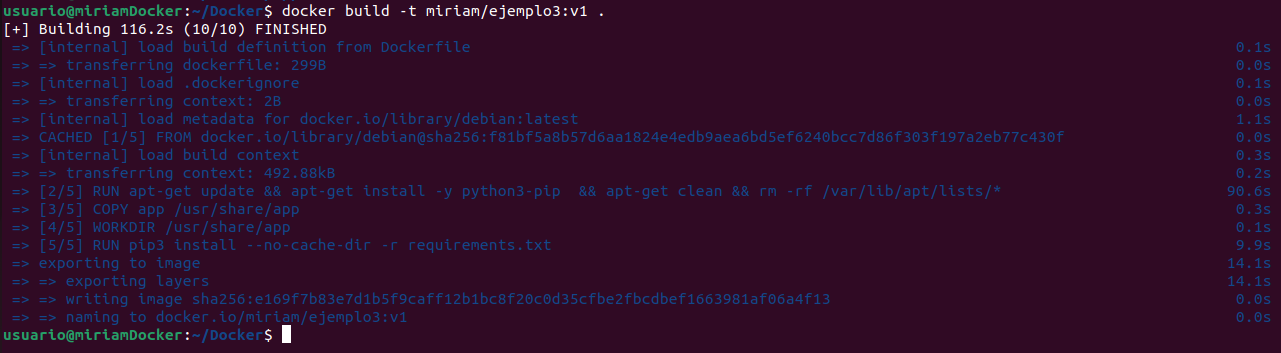 usuario@miriamDocker:~/Docker$ docker build -t miriam/ejemplo3:v1 .
[+] Building 116.2s (10/10) FINISHED
=> [internal] load build definition from Dockerfile 0.1s
=> => transferring dockerfile: 299B 0.0s
=> [internal] load .dockerignore 0.1s
=> => transferring context: 2B 0.0s
=> [internal] load metadata for docker.io/library/debian:latest 1.1s
=> CACHED [1/5] FROM docker.io/library/debian@sha256:f81bf5a8b57d6aa1824e4edb9aea6bd5ef6240bcc7d86f303f197a2eb77c430f 0.0s
=> [internal] load build context 0.3s
=> => transferring context: 492.88kB 0.2s
=> [2/5] RUN apt-get update && apt-get install -y python3-pip  && apt-get clean && rm -rf /var/lib/apt/lists/* 90.6s
=> [3/5] COPY app /usr/share/app 0.3s
=> [4/5] WORKDIR /usr/share/app 0.1s
=> [5/5] RUN pip3 install --no-cache-dir -r requirements.txt 9.9s
=> exporting to image 14.1s
=> => exporting layers 14.1s
=> => writing image sha256:e169f7b83e7d1b5f9caff12b1bc8f20c0d35cfbe2fbcdbef1663981af06a4f13 0.0s
=> => naming to docker.io/miriam/ejemplo3:v1 0.0s
usuario@miriamDocker:~/Docker$